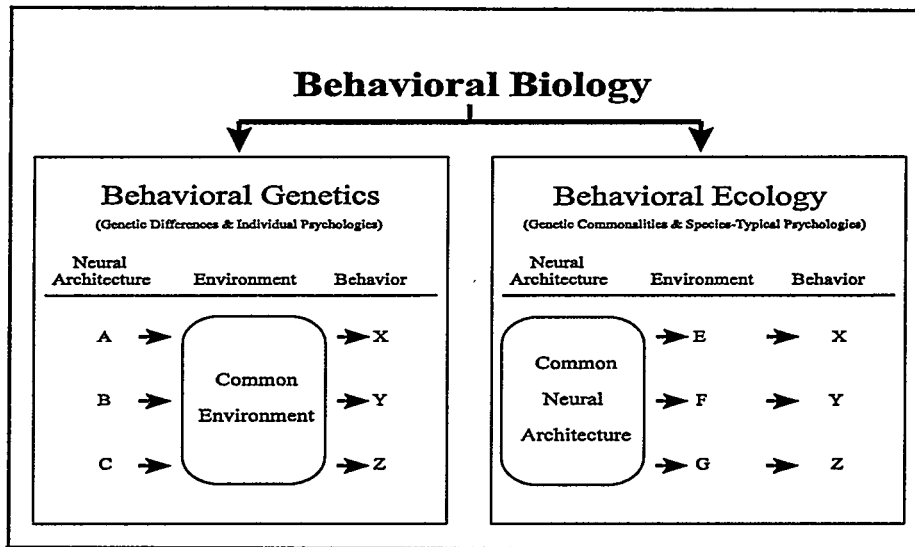 Behavioral Biology
Behavioral Genetics
(Genetic Differences & Individual Psychologies)
Neural
Architecture Environment Behavior
A X
Common
B Y
Environment
C Z
Behavioral Ecology
(Genetic Commonalities & Species-Typical Psychologies)
Neural
Architecture Environment Behavior
E X
Common
Neural F Y
Architecture
G Z